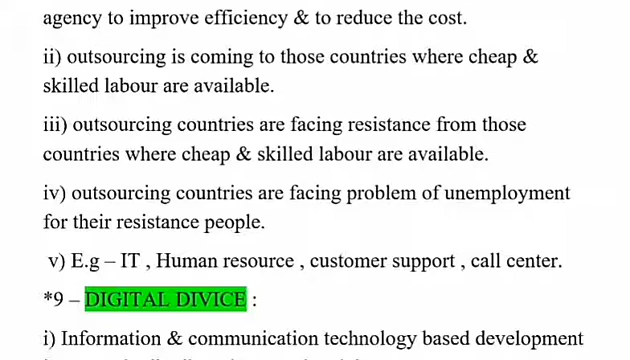 agency to improve efficiency & to reduce the cost.
ii) outsourcing is coming to those countries where cheap &
skilled labour are available.
iii) outsourcing countries are facing resistance from those
countries where cheap & skilled labour are available.
iv) outsourcing countries are facing problem of unemployment
for their resistance people.
v) E.g – IT , Human resource , customer support , call center.
*9 – DIGITAL DIVICE :
i) Information & communication technology based development